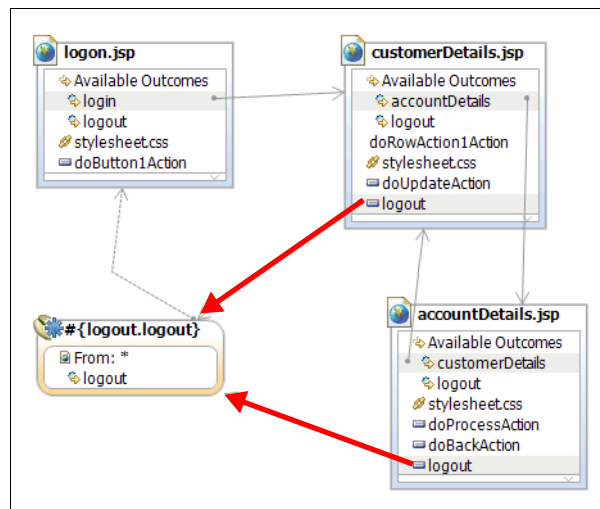 logon.jsp
Available Outcomes
login
logout
stylesheet.css
doButton1Action
customerDetails.jsp
Available Outcomes
accountDetails
logout
doRowAction1Action
stylesheet.css
doUpdateAction
logout
#{logout.logout}
From: *
logout
accountDetails.jsp
Available Outcomes
customerDetails
logout
stylesheet.css
doProcessAction
doBackAction
logout